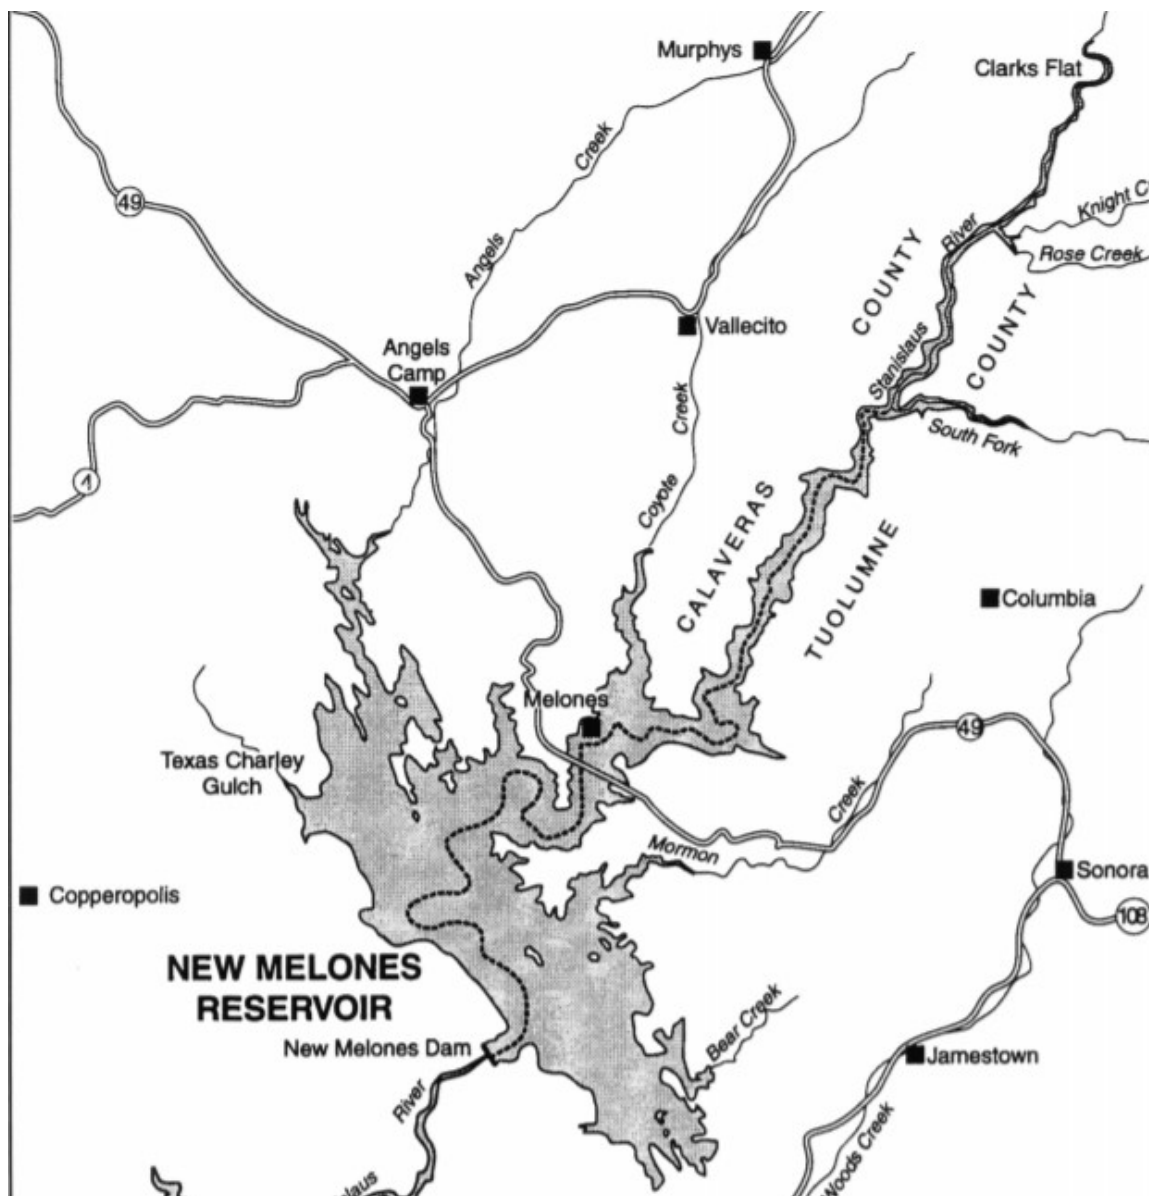 Murphys
Clarks Flat
Creek
49
Knight C
River
Rose Creek
Angels
COUNTY
COUNTY
Vallecito
Angels
Camp
Stanislaus
Creek
South Fork
4
Coyote
CALAVERAS
TUOLUMNE
Columbia
Melones
49
Texas Charley
Gulch
Creek
Mormon
Sonora
Copperopolis
108
NEW MELONES
RESERVOIR
Bear Creek
New Melones Dam
Jamestown
River
Woods Creek
slaus